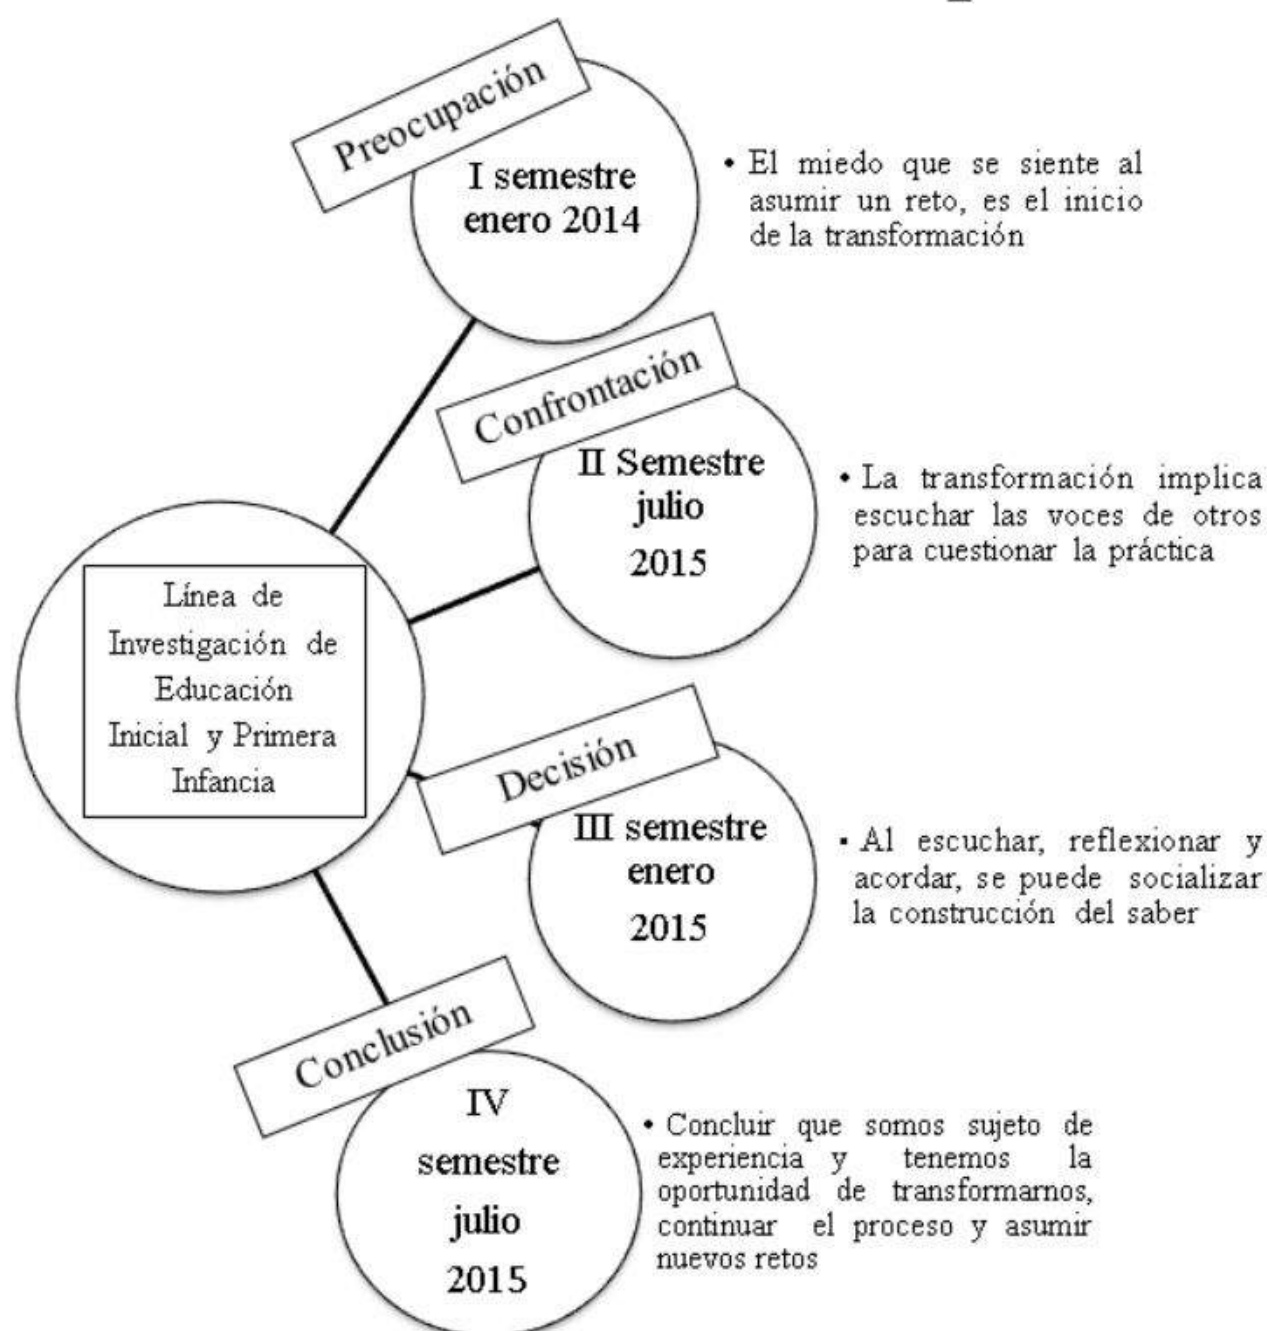 Preocupación
I semestre
enero 2014
• El miedo que se siente al
asumir un reto, es el inicio
de la transformación
Confrontación
II Semestre
julio
2015
• La transformación implica
escuchar las voces de otros
para cuestionar la práctica
Línea de
Investigación de
Educación
Inicial y Primera
Infancia
Decisión
III semestre
enero
2015
▪ Al escuchar, reflexionar y
acordar, se puede socializar
la construcción del saber
Conclusión
IV
semestre
julio
2015
• Concluir que somos sujeto de
experiencia y tenemos la
oportunidad de transformarnos,
continuar el proceso y asumir
nuevos retos